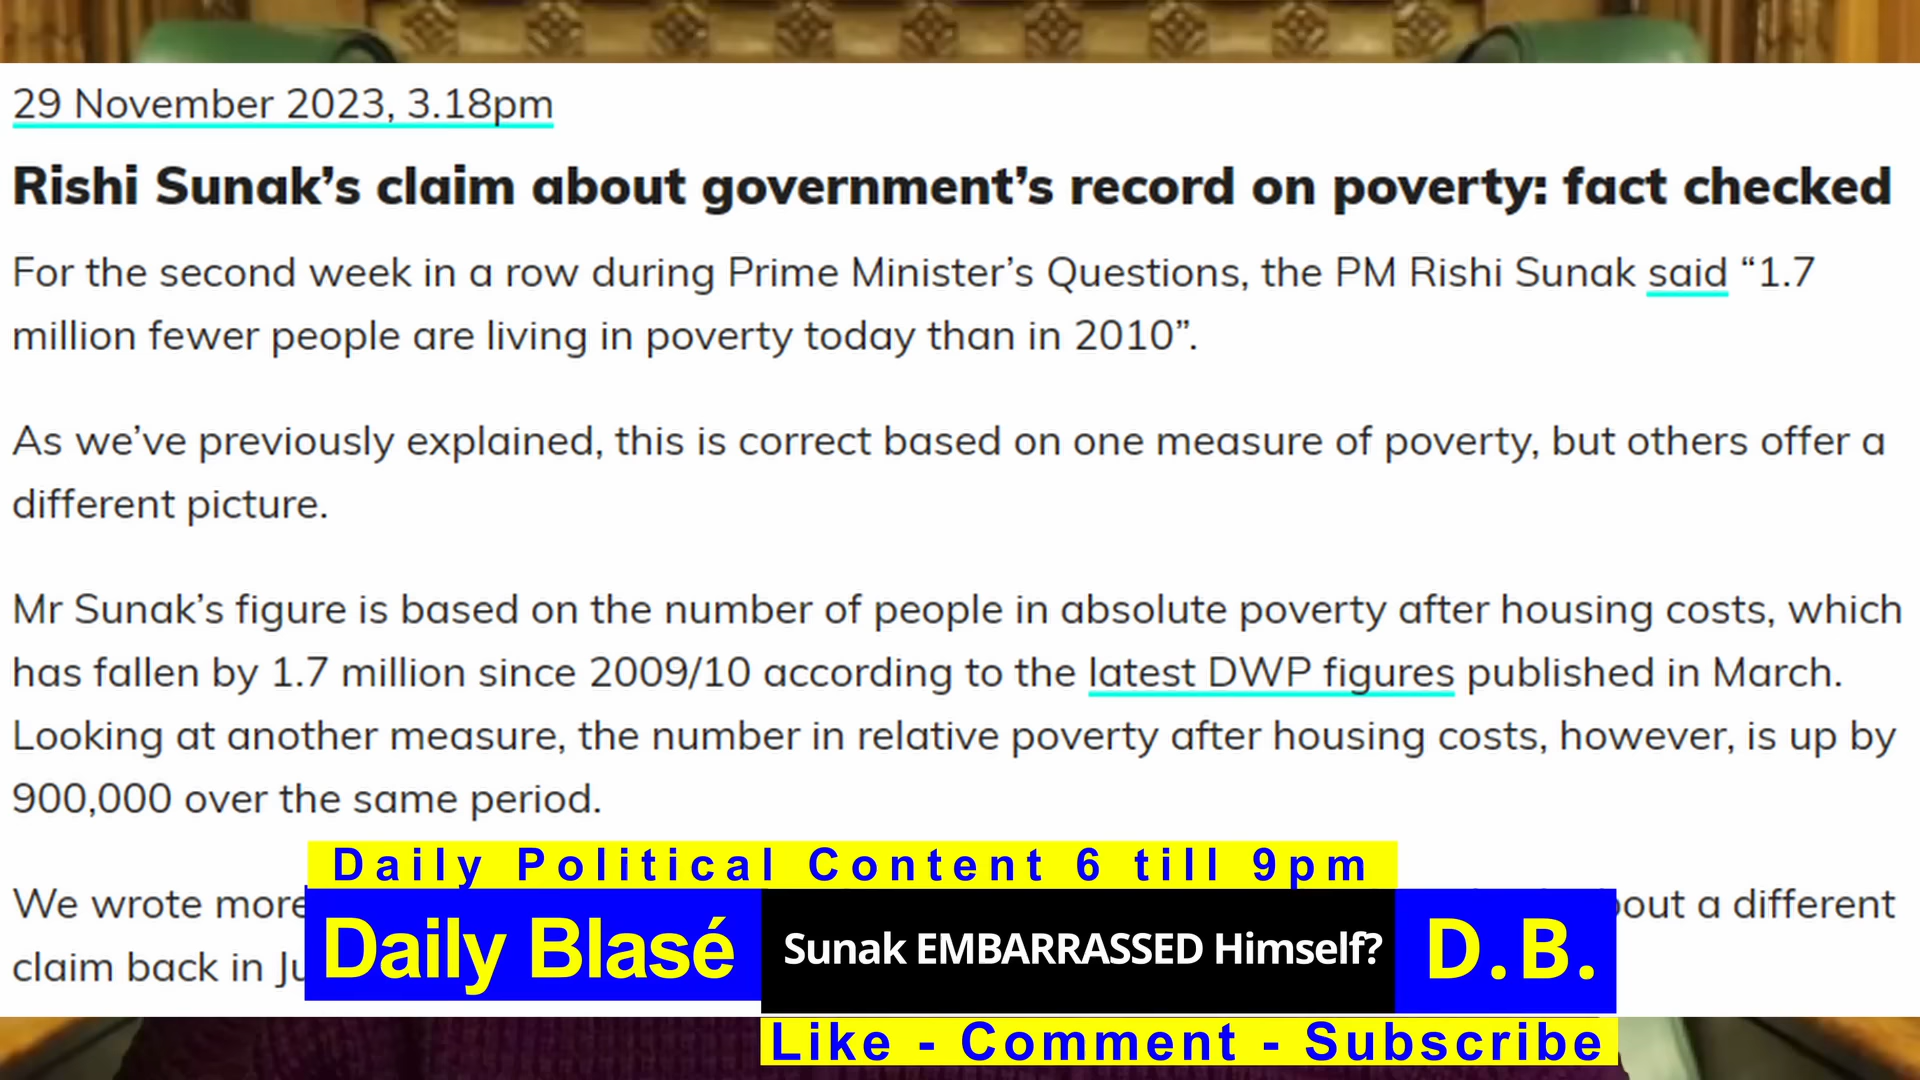 29 November 2023, 3.18pm
Rishi Sunak’s claim about government’s record on poverty: fact checked
For the second week in a row during Prime Minister’s Questions, the PM Rishi Sunak said “1.7
million fewer people are living in poverty today than in 2010”.
As we’ve previously explained, this is correct based on one measure of poverty, but others offer a
different picture.
Mr Sunak’s figure is based on the number of people in absolute poverty after housing costs, which
has fallen by 1.7 million since 2009/10 according to the latest DWP figures published in March.
Looking at another measure, the number in relative poverty after housing costs, however, is up by
900,000 over the same period.
Daily Political Content 6 till 9pm
We wrote more a different
claim back in
Daily Blasé
Sunak EMBARRASSED Himself?
D.B.
Like - Comment - Subscribe